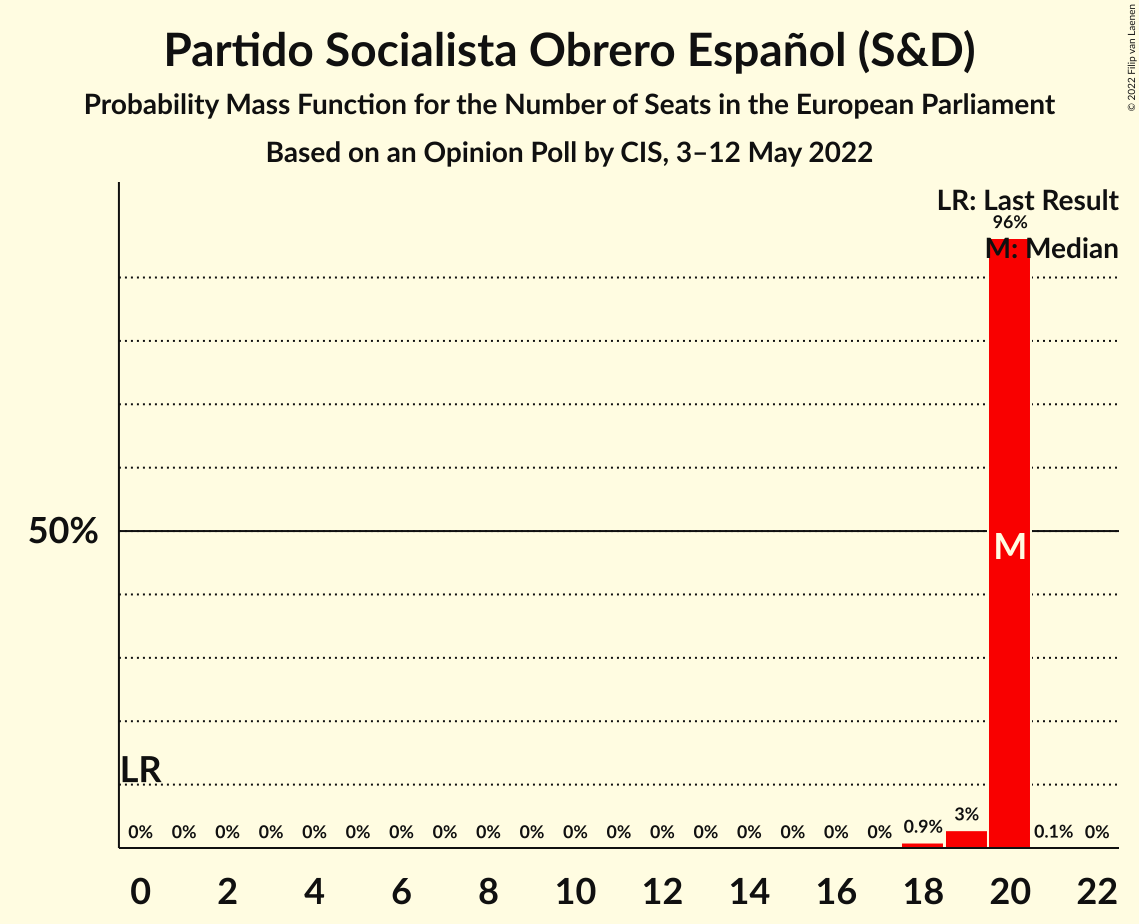 Partido Socialista Obrero Español (S&D)
Probability Mass Function for the Number of Seats in the European Parliament
Based on an Opinion Poll by CIS, 3–12 May 2022
© 2022 Filip van Laenen
LR: Last Result
96%
M: Median
50%
M
LR
0% 0% 0% 0% 0% 0% 0% 0% 0% 0% 0% 0% 0% 0% 0% 0% 0% 0% 0.9% 3% 0.1% 0%
0 2 4 6 8 10 12 14 16 18 20 22